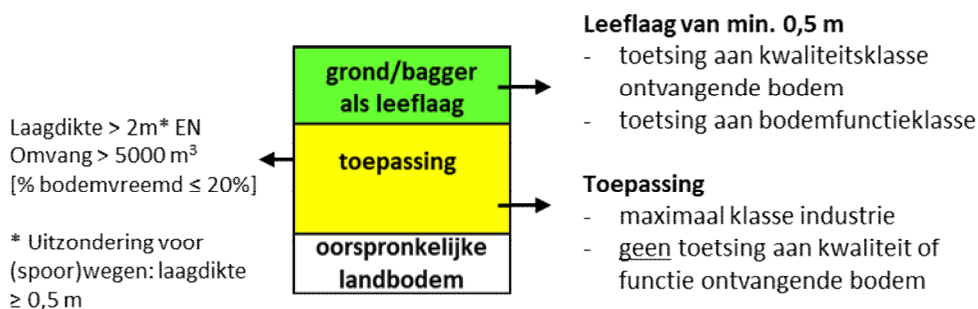 Laagdikte > 2m* EN
Omvang > 5000 m³
[% bodemvreemd ≤ 20%]
* Uitzondering voor
(spoor)wegen: laagdikte
≥ 0,5 m
grond/bagger
als leeflaag
toepassing
oorspronkelijke
landbodem
Leeflaag van min. 0,5 m
- toetsing aan kwaliteitsklasse
ontvangende bodem
- toetsing aan bodemfunctieklasse
Toepassing
- maximaal klasse industrie
- geen toetsing aan kwaliteit of
functie ontvangende bodem